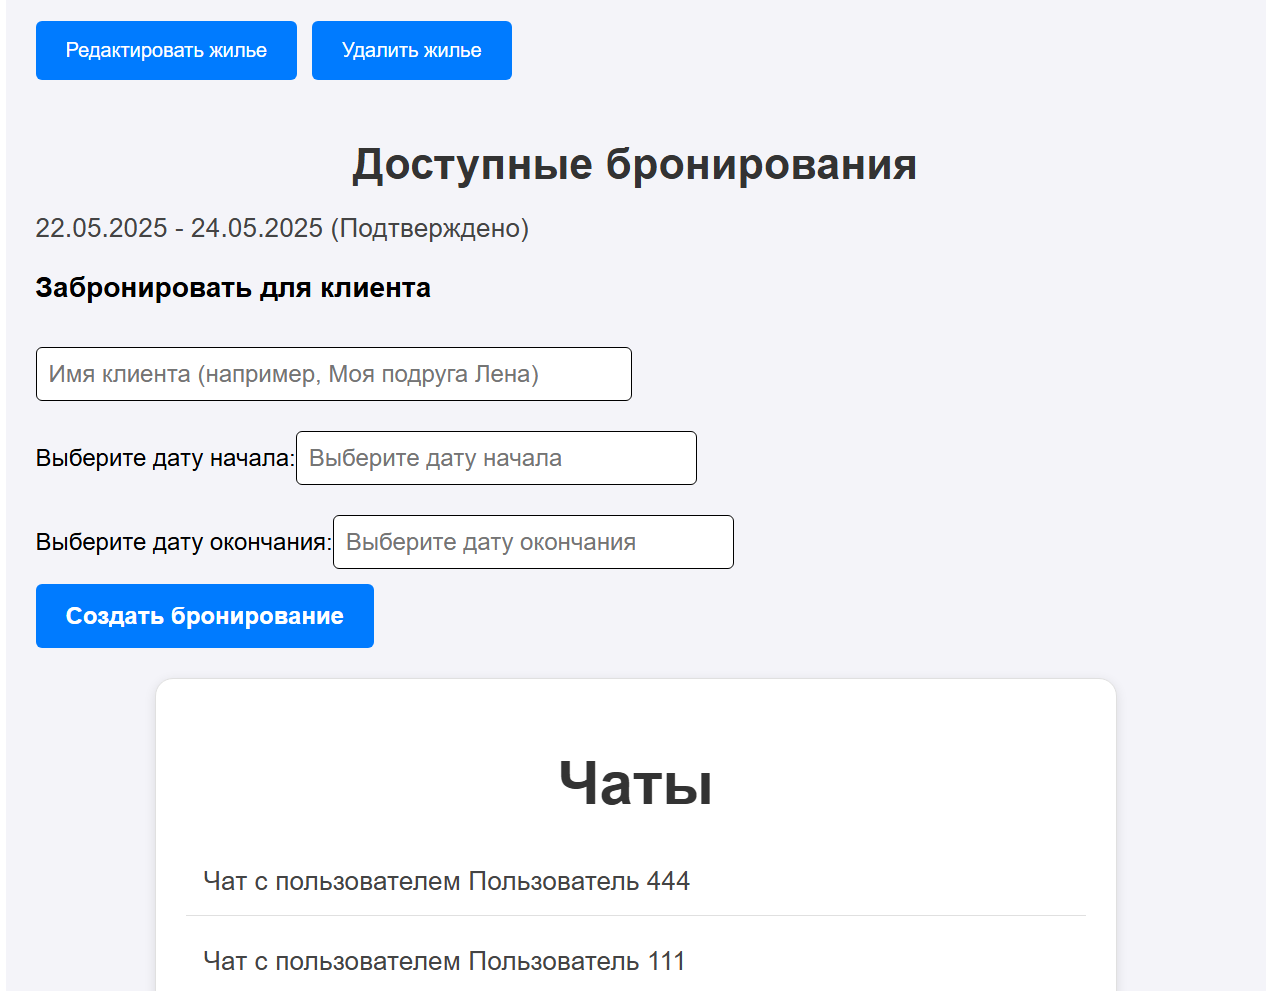 Редактировать жилье Удалить жилье
Доступные бронирования
22.05.2025 - 24.05.2025 (Подтверждено)
Забронировать для клиента
Имя клиента (например, Моя подруга Лена)
Выберите дату начала: Выберите дату начала
Выберите дату окончания: Выберите дату окончания
Создать бронирование
Чаты
Чат с пользователем Пользователь 444
Чат с пользователем Пользователь 111